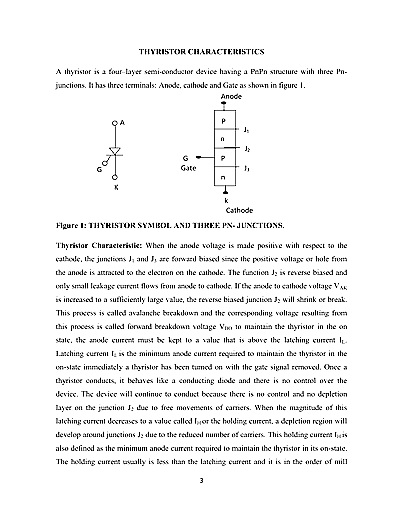 THYRISTOR CHARACTERISTICS
A thyristor is a four–layer semi-conductor device having a PnPn structure with three Pn-
junctions. It has three terminals: Anode, cathode and Gate as shown in figure 1.
Anode
A
P
J1
n
J2
G
P
Gate
G
J3
n
K
k
Cathode
Figure 1: THYRISTOR SYMBOL AND THREE PN- JUNCTIONS.
Thyristor Characteristic: When the anode voltage is made positive with respect to the
cathode, the junctions J1 and J3 are forward biased since the positive voltage or hole from
the anode is attracted to the electron on the cathode. The function J2 is reverse biased and
only small leakage current flows from anode to cathode. If the anode to cathode voltage VAK
is increased to a sufficiently large value, the reverse biased junction J2 will shrink or break.
This process is called avalanche breakdown and the corresponding voltage resulting from
this process is called forward breakdown voltage VBO to maintain the thyristor in the on
state, the anode current must be kept to a value that is above the latching current IL.
Latching current IL is the minimum anode current required to maintain the thyristor in the
on-state immediately a thyristor has been turned on with the gate signal removed. Once a
thyristor conducts, it behaves like a conducting diode and there is no control over the
device. The device will continue to conduct because there is no control and no depletion
layer on the junction J2 due to free movements of carriers. When the magnitude of this
latching current decreases to a value called IH or the holding current, a depletion region will
develop around junctions J2 due to the reduced number of carriers. This holding current IH is
also defined as the minimum anode current required to maintain the thyristor in its on-state.
The holding current usually is less than the latching current and it is in the order of mill
3